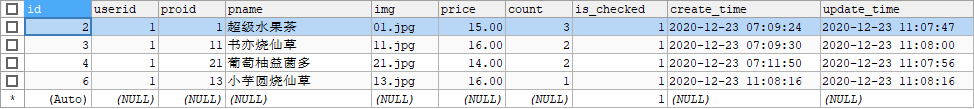 id userid proid pname img price count is_checked create_time update_time
2 1 1 超级水果茶 01.jpg 15.00 3 1 2020-12-23 07:09:24 2020-12-23 11:07:47
3 1 11 书亦烧仙草 11.jpg 16.00 2 1 2020-12-23 07:09:30 2020-12-23 11:08:00
4 1 21 葡萄柚益菌多 21.jpg 14.00 2 1 2020-12-23 07:11:50 2020-12-23 11:07:56
6 1 13 小芋圆烧仙草 13.jpg 16.00 1 1 2020-12-23 11:08:16 2020-12-23 11:08:16
* (Auto) (NULL) (NULL) (NULL) (NULL) (NULL) (NULL) 1 (NULL) (NULL)